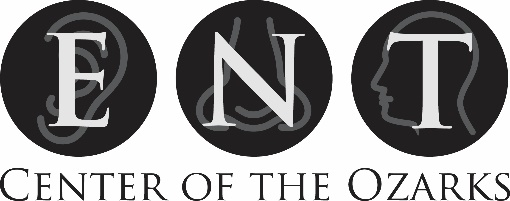 ENT
CENTER OF THE OZARKS